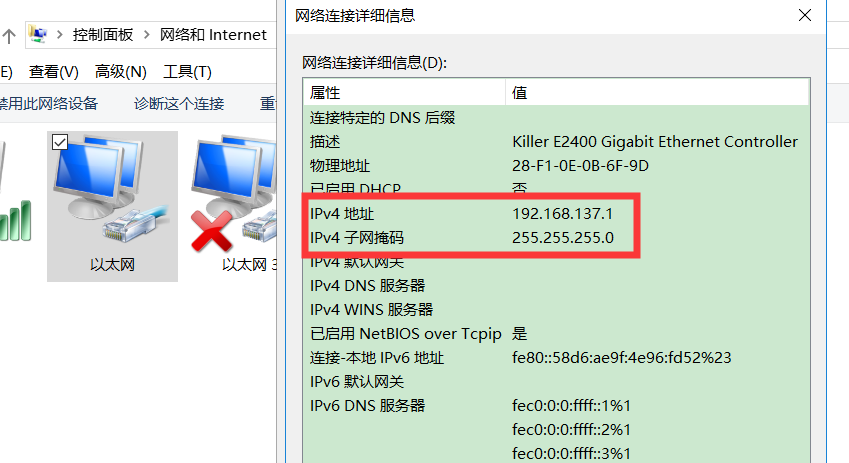 控制面板 > 网络和 Internet
E) 查看(V) 高级(N) 工具(T)
禁用此网络设备 诊断这个连接 重
以太网
以太网 3
网络连接详细信息
网络连接详细信息(D):
属性 值
连接特定的 DNS 后缀
描述 Killer E2400 Gigabit Ethernet Controller
物理地址 28-F1-0E-0B-6F-9D
已启用 DHCP 否
IPv4 地址 192.168.137.1
IPv4 子网掩码 255.255.255.0
IPv4 默认网关
IPv4 DNS 服务器
IPv4 WINS 服务器
已启用 NetBIOS over Tcpip 是
连接-本地 IPv6 地址 fe80::58d6:ae9f:4e96:fd52%23
IPv6 默认网关
IPv6 DNS 服务器 fec0:0:0:ffff::1%1
fec0:0:0:ffff::2%1
fec0:0:0:ffff::3%1